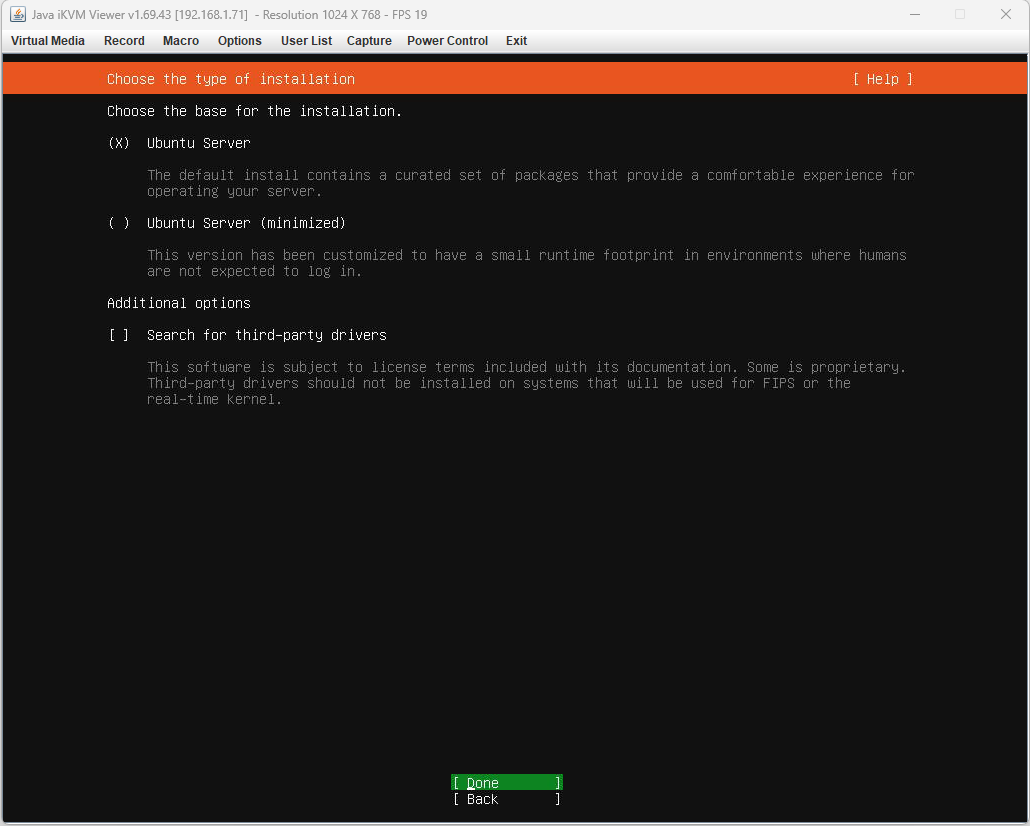 Java iKVM Viewer v1.69.43 [192.168.1.71] - Resolution 1024 X 768 - FPS 19
Virtual Media Record Macro Options User List Capture Power Control Exit
Choose the type of installation [ Help ]
Choose the base for the installation.
(X) Ubuntu Server
The default install contains a curated set of packages that provide a comfortable experience for
operating your server.
( ) Ubuntu Server (minimized)
This version has been customized to have a small runtime footprint in environments where humans
are not expected to log in.
Additional options
[ ] Search for third-party drivers
This software is subject to license terms included with its documentation. Some is proprietary.
Third-party drivers should not be installed on systems that will be used for FIPS or the
real-time kernel.
[ Done ]
[ Back ]